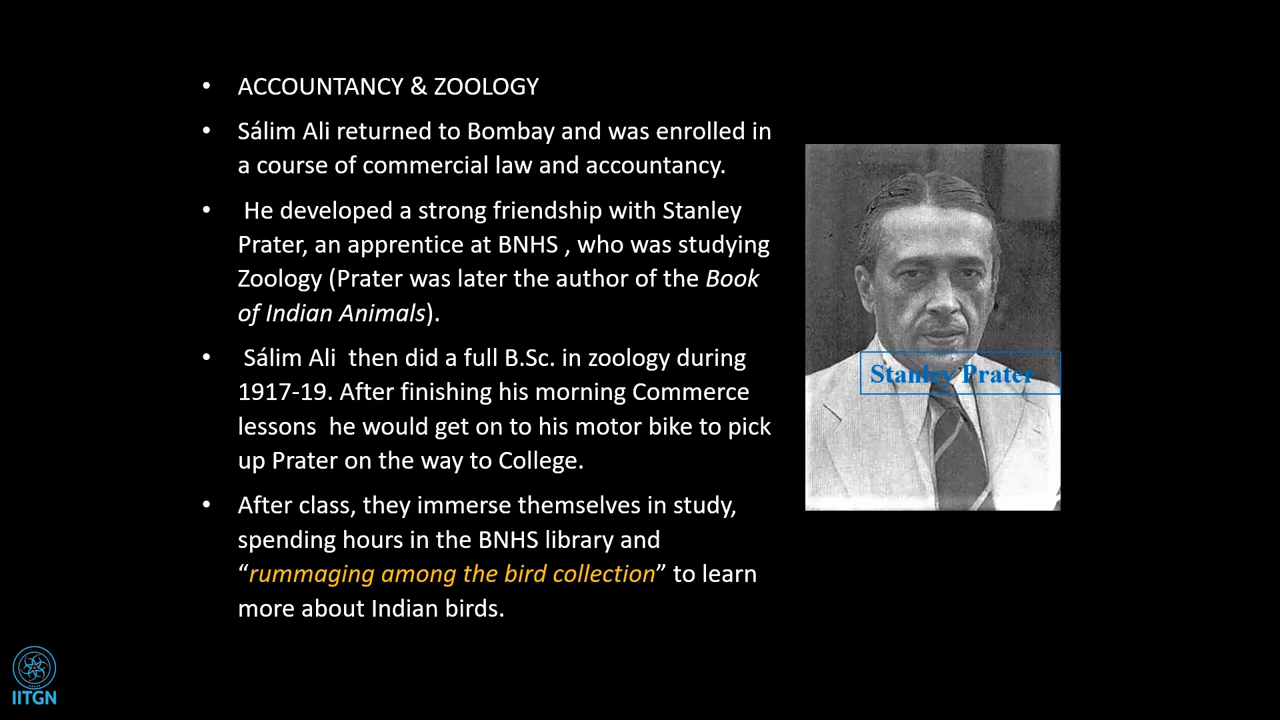 ACCOUNTANCY & ZOOLOGY
Sálim Ali returned to Bombay and was enrolled in
a course of commercial law and accountancy.
He developed a strong friendship with Stanley
Prater, an apprentice at BNHS , who was studying
Zoology (Prater was later the author of the Book
of Indian Animals).
Sálim Ali  then did a full B.Sc. in zoology during
1917-19. After finishing his morning Commerce
lessons  he would get on to his motor bike to pick
up Prater on the way to College.
After class, they immerse themselves in study,
spending hours in the BNHS library and
“rummaging among the bird collection” to learn
more about Indian birds.
Stanley Prater
IITGN